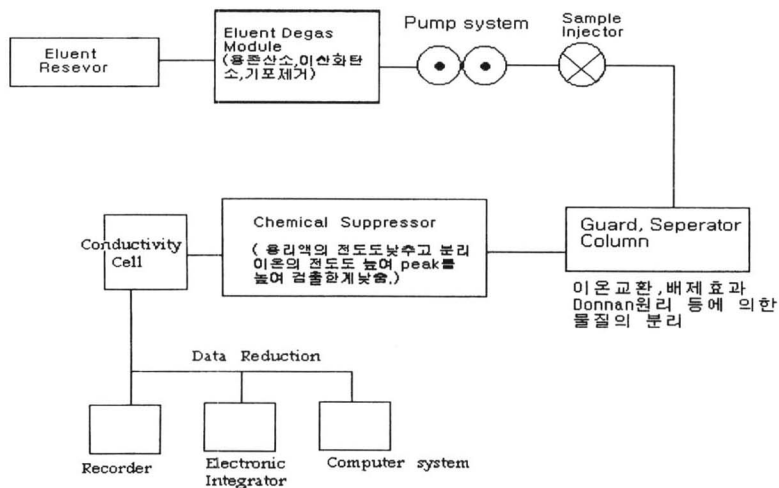 Eluent
Resevor
Eluent Degas
Module
(용존산소,이산화탄
소,기포제거)
Pump system
Sample
Injector
Conductivity
Cell
Chemical Suppressor
( 용리액의 전도도낮추고 분리
이온의 전도도 높여 peak를
높여 검출한계낮춤.)
Guard, Seperator
Column
이온교환,배제효과
Donnan원리 등에 의한
물질의 분리
Data Reduction
Recorder
Electronic
Integrator
Computer system